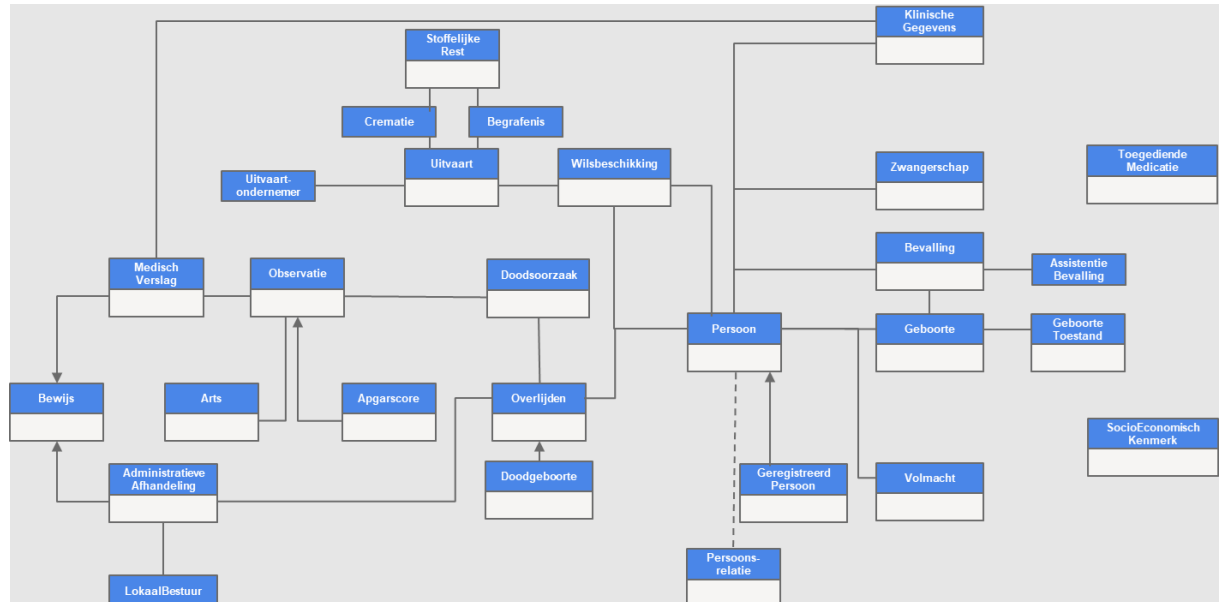 Klinische
Gegevens
Stoffelijke
Rest
Crematie
Begrafenis
Uitvaart
Wilsbeschikking
Zwangerschap
Toegediende
Medicatie
Uitvaart-
ondernemer
Bevalling
Assistentie
Bevalling
Medisch
Verslag
Observatie
Doodsoorzaak
Persoon
Geboorte
Geboorte
Toestand
Bewijs
Arts
Apgarscore
Overlijden
SocioEconomisch
Kenmerk
Administratieve
Afhandeling
Doodgeboorte
Geregistreerd
Persoon
Volmacht
Persoons-
relatie
LokaalBestuur